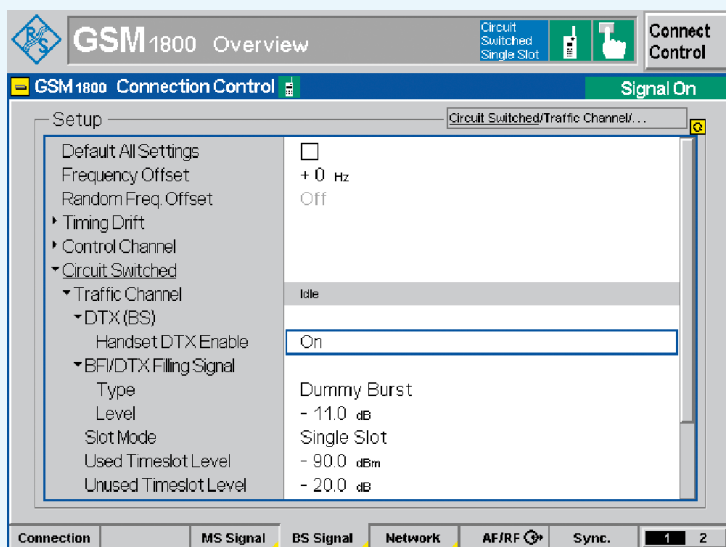 R S
GSM 1800 Overview
Circuit
Switched
Single Slot
Connect
Control
GSM 1800 Connection Control
Signal On
Setup
Circuit Switched/Traffic Channel/...
Default All Settings
Frequency Offset + 0 Hz
Random Freq. Offset Off
Timing Drift
Control Channel
Circuit Switched
Traffic Channel Idle
DTX (BS)
Handset DTX Enable On
BFI/DTX Filling Signal
Type Dummy Burst
Level - 11.0 dB
Slot Mode Single Slot
Used Timeslot Level - 90.0 dBm
Unused Timeslot Level - 20.0 dB
Connection MS Signal BS Signal Network AF/RF Sync. 1 2